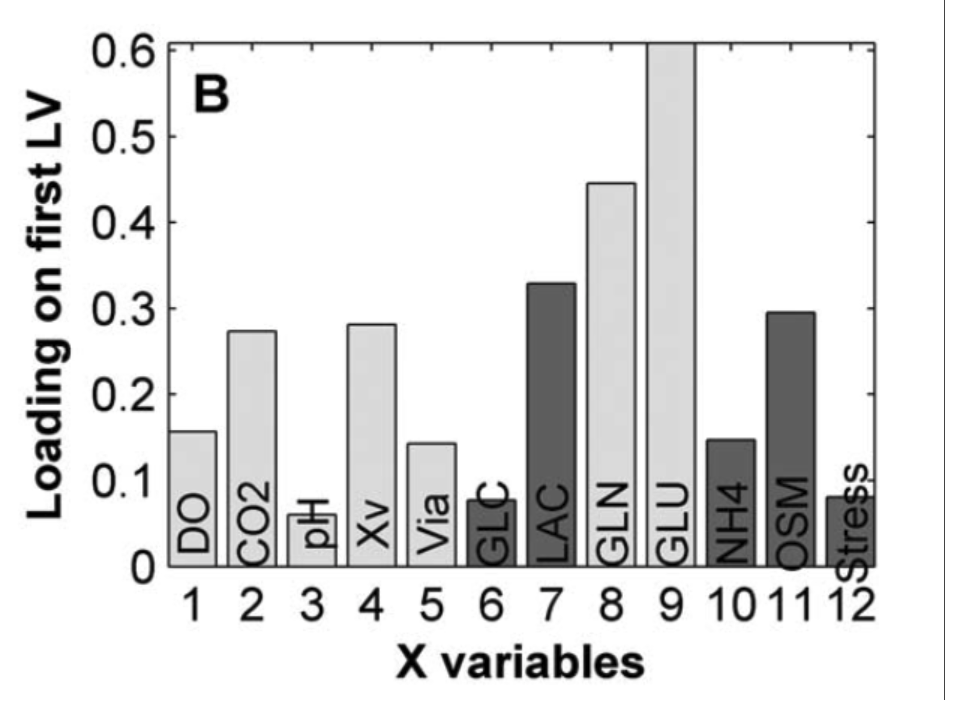 B
Loading on first LV
0.6
0.5
0.4
0.3
0.2
0.1
0
DO
CO2
pH
Xv
Via
GLC
LAC
GLN
GLU
NH4
OSM
Stress
1 2 3 4 5 6 7 8 9 10 11 12
X variables